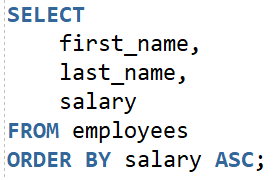 SELECT
    first_name,
    last_name,
    salary
FROM employees
ORDER BY salary ASC;